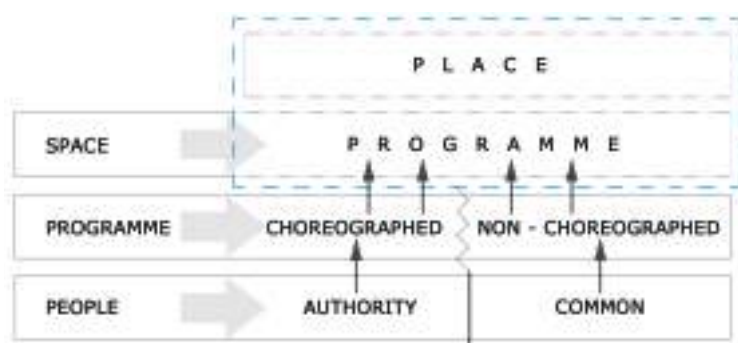 P L A C E
SPACE P R O G R A M M E
PROGRAMME CHOREOGRAPHED NON - CHOREOGRAPHED
PEOPLE AUTHORITY COMMON